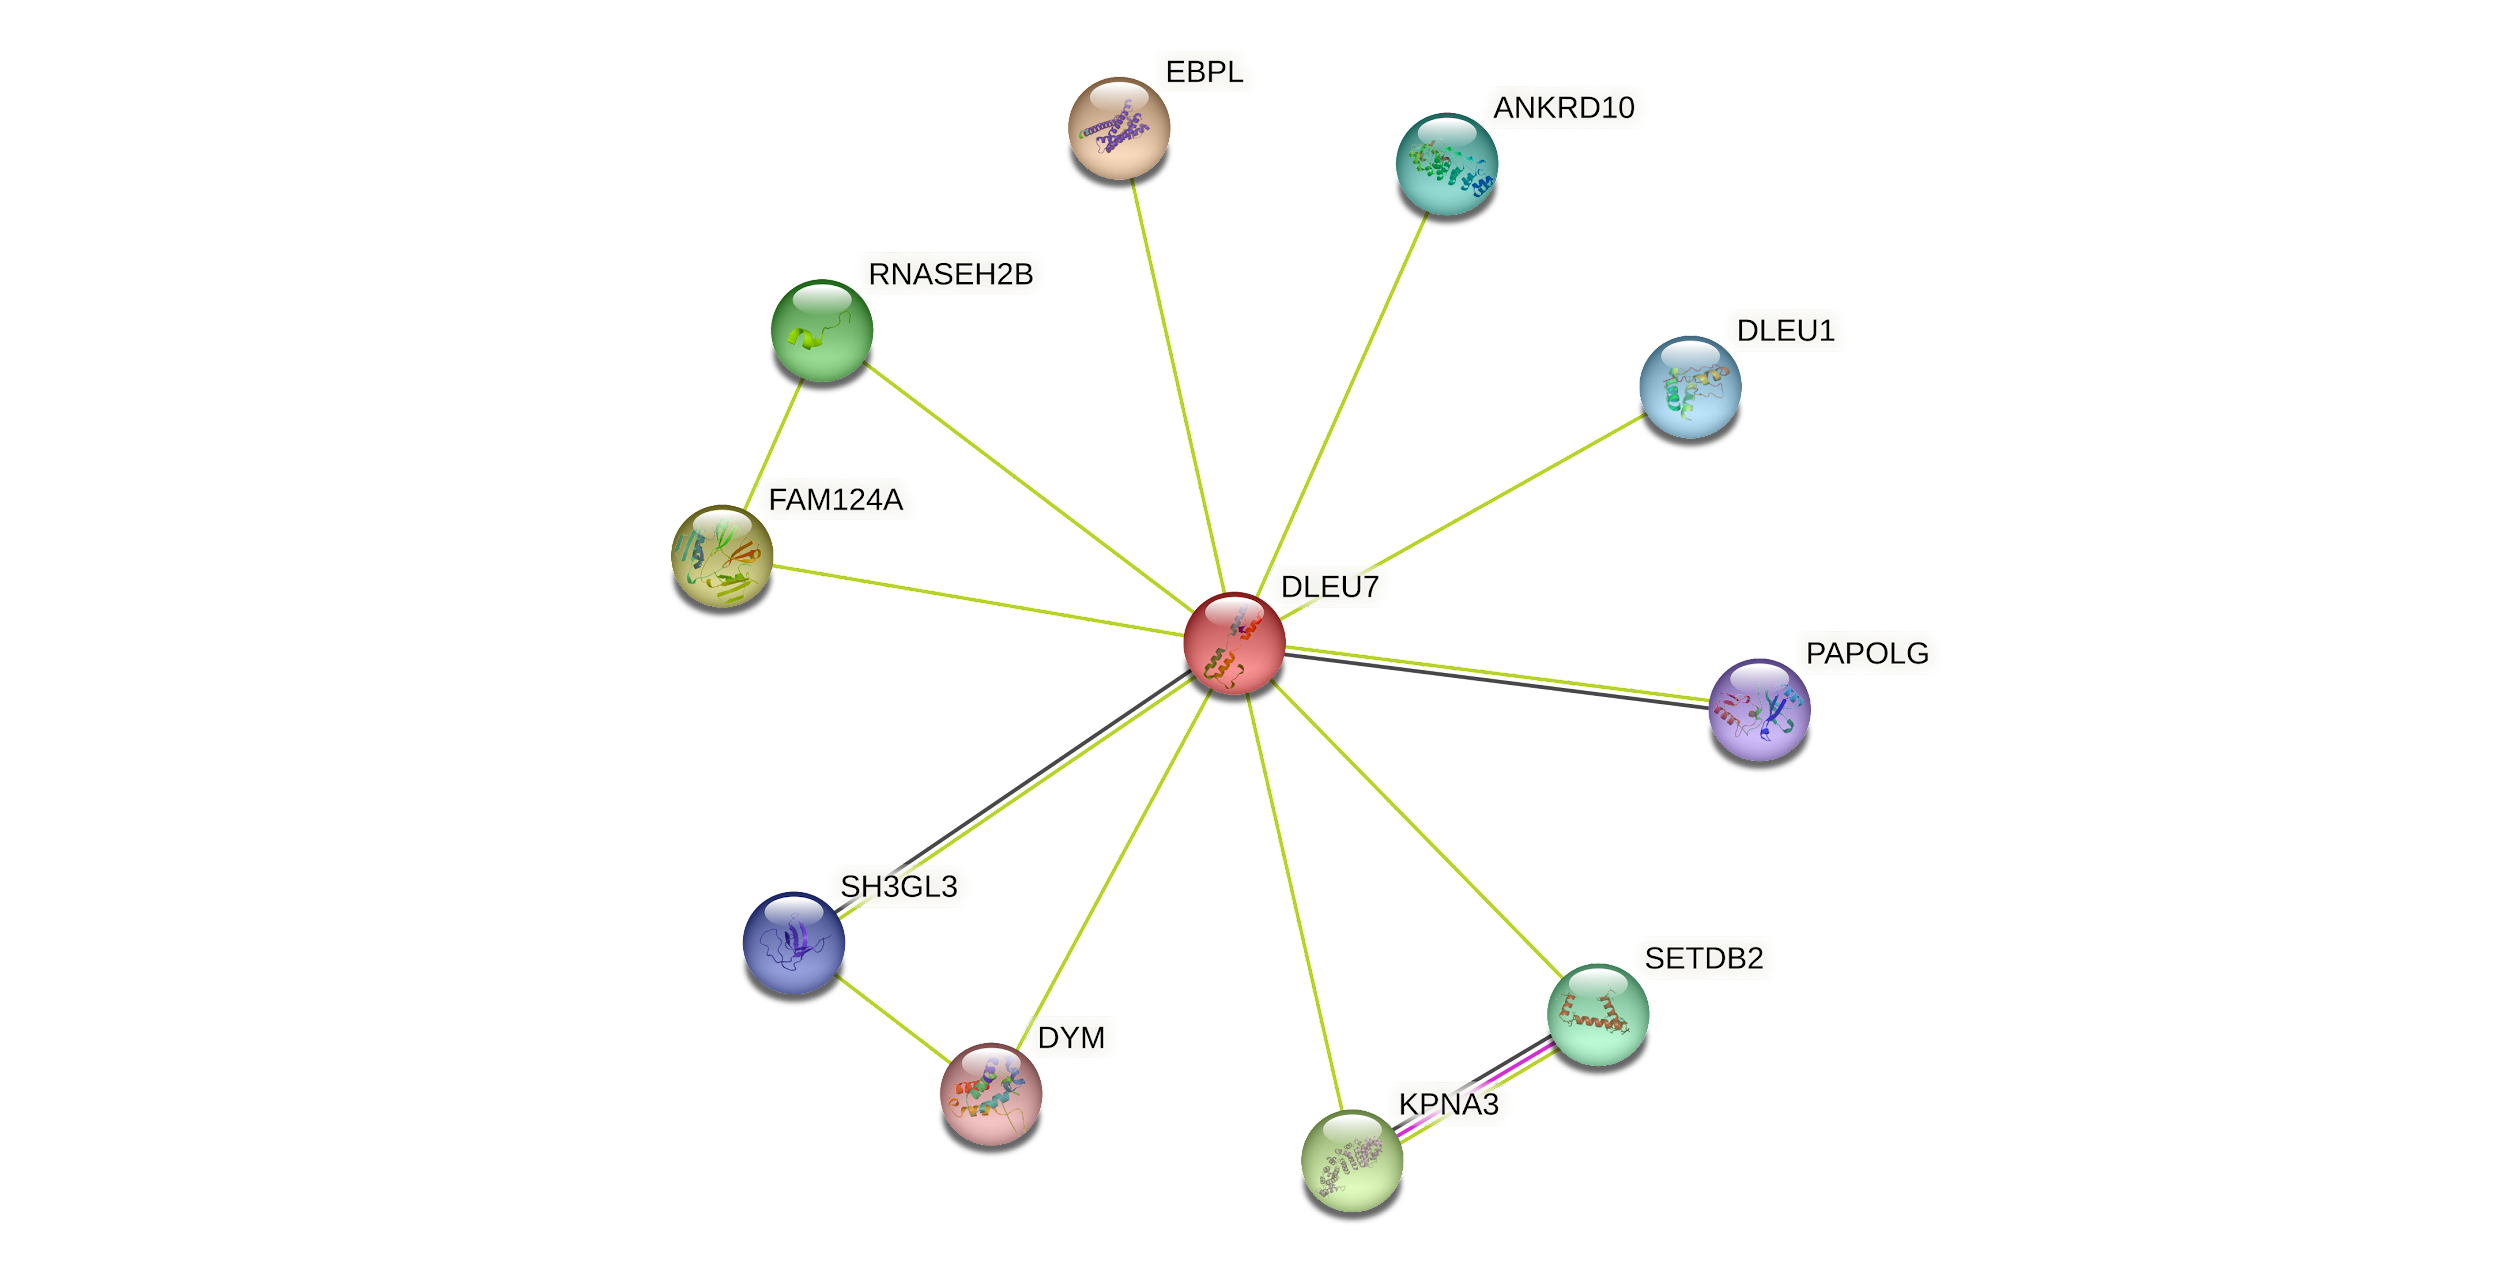 EBPL
ANKRD10
RNASEH2B
DLEU1
FAM124A
DLEU7
PAPOLG
SH3GL3
SETDB2
DYM
KPNA3